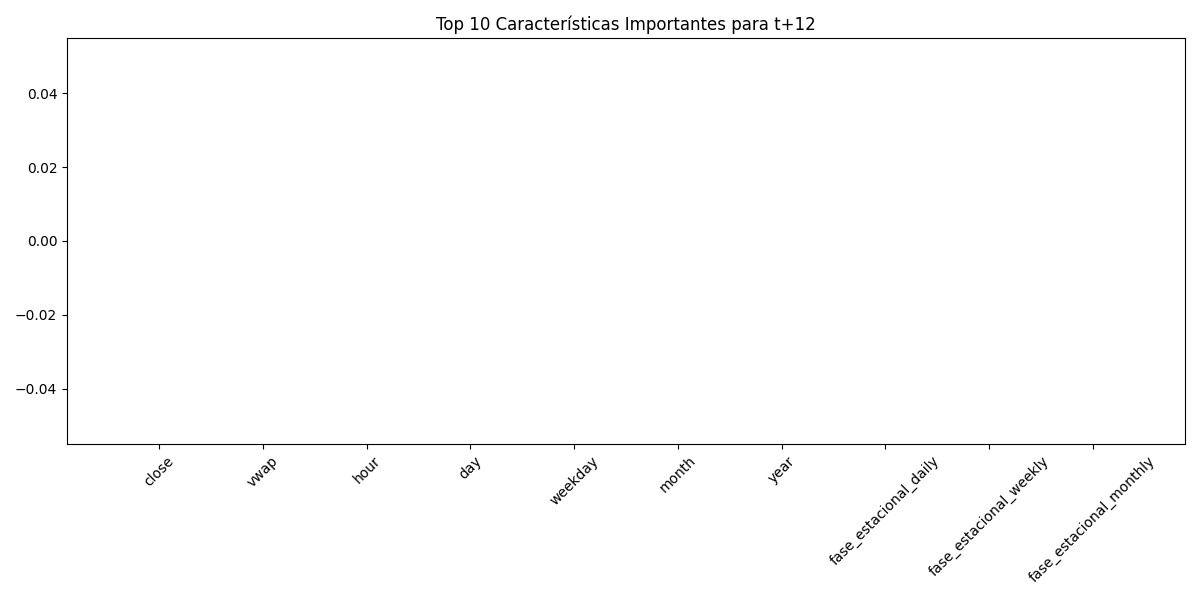 Top 10 Características Importantes para t+12
0.04
0.02
0.00
−0.02
−0.04
close
vwap
hour
day
weekday
month
year
fase_estacional_daily
fase_estacional_weekly
fase_estacional_monthly